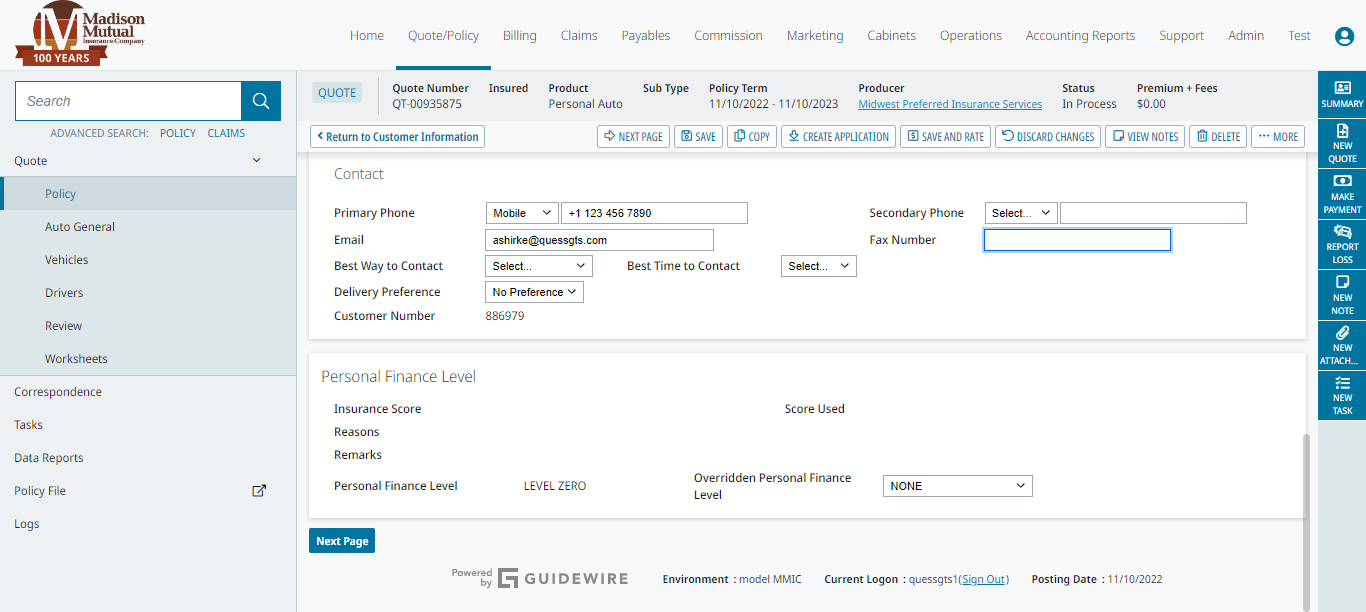 Madison
Mutual
Insurance Company
100 YEARS
Home Quote/Policy Billing Claims Payables Commission Marketing Cabinets Operations Accounting Reports Support Admin Test
Search
ADVANCED SEARCH: POLICY CLAIMS
Quote
Policy
Auto General
Vehicles
Drivers
Review
Worksheets
Correspondence
Tasks
Data Reports
Policy File
Logs
QUOTE
Quote Number Insured Product Sub Type Policy Term Producer Status Premium + Fees
QT-00935875 Personal Auto 11/10/2022 - 11/10/2023 Midwest Preferred Insurance Services In Process $0.00
Return to Customer Information NEXT PAGE SAVE COPY CREATE APPLICATION SAVE AND RATE DISCARD CHANGES VIEW NOTES DELETE ··· MORE
Contact
Primary Phone Mobile +1 123 456 7890 Secondary Phone Select...
Email ashirke@quessgts.com Fax Number
Best Way to Contact Select... Best Time to Contact Select...
Delivery Preference No Preference
Customer Number 886979
Personal Finance Level
Insurance Score Score Used
Reasons
Remarks
Personal Finance Level LEVEL ZERO Overridden Personal Finance
Level NONE
Next Page
Powered
by GUIDEWIRE
Environment : model MMIC Current Logon : quessgts1(Sign Out) Posting Date : 11/10/2022
SUMMARY
NEW
QUOTE
MAKE
PAYMENT
REPORT
LOSS
NEW
NOTE
NEW
ATTACH...
NEW
TASK